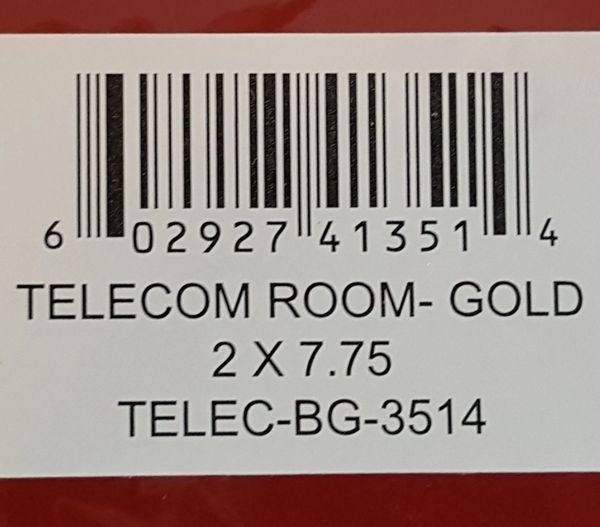 6 02927 41351 4
TELECOM ROOM- GOLD
2 X 7.75
TELEC-BG-3514